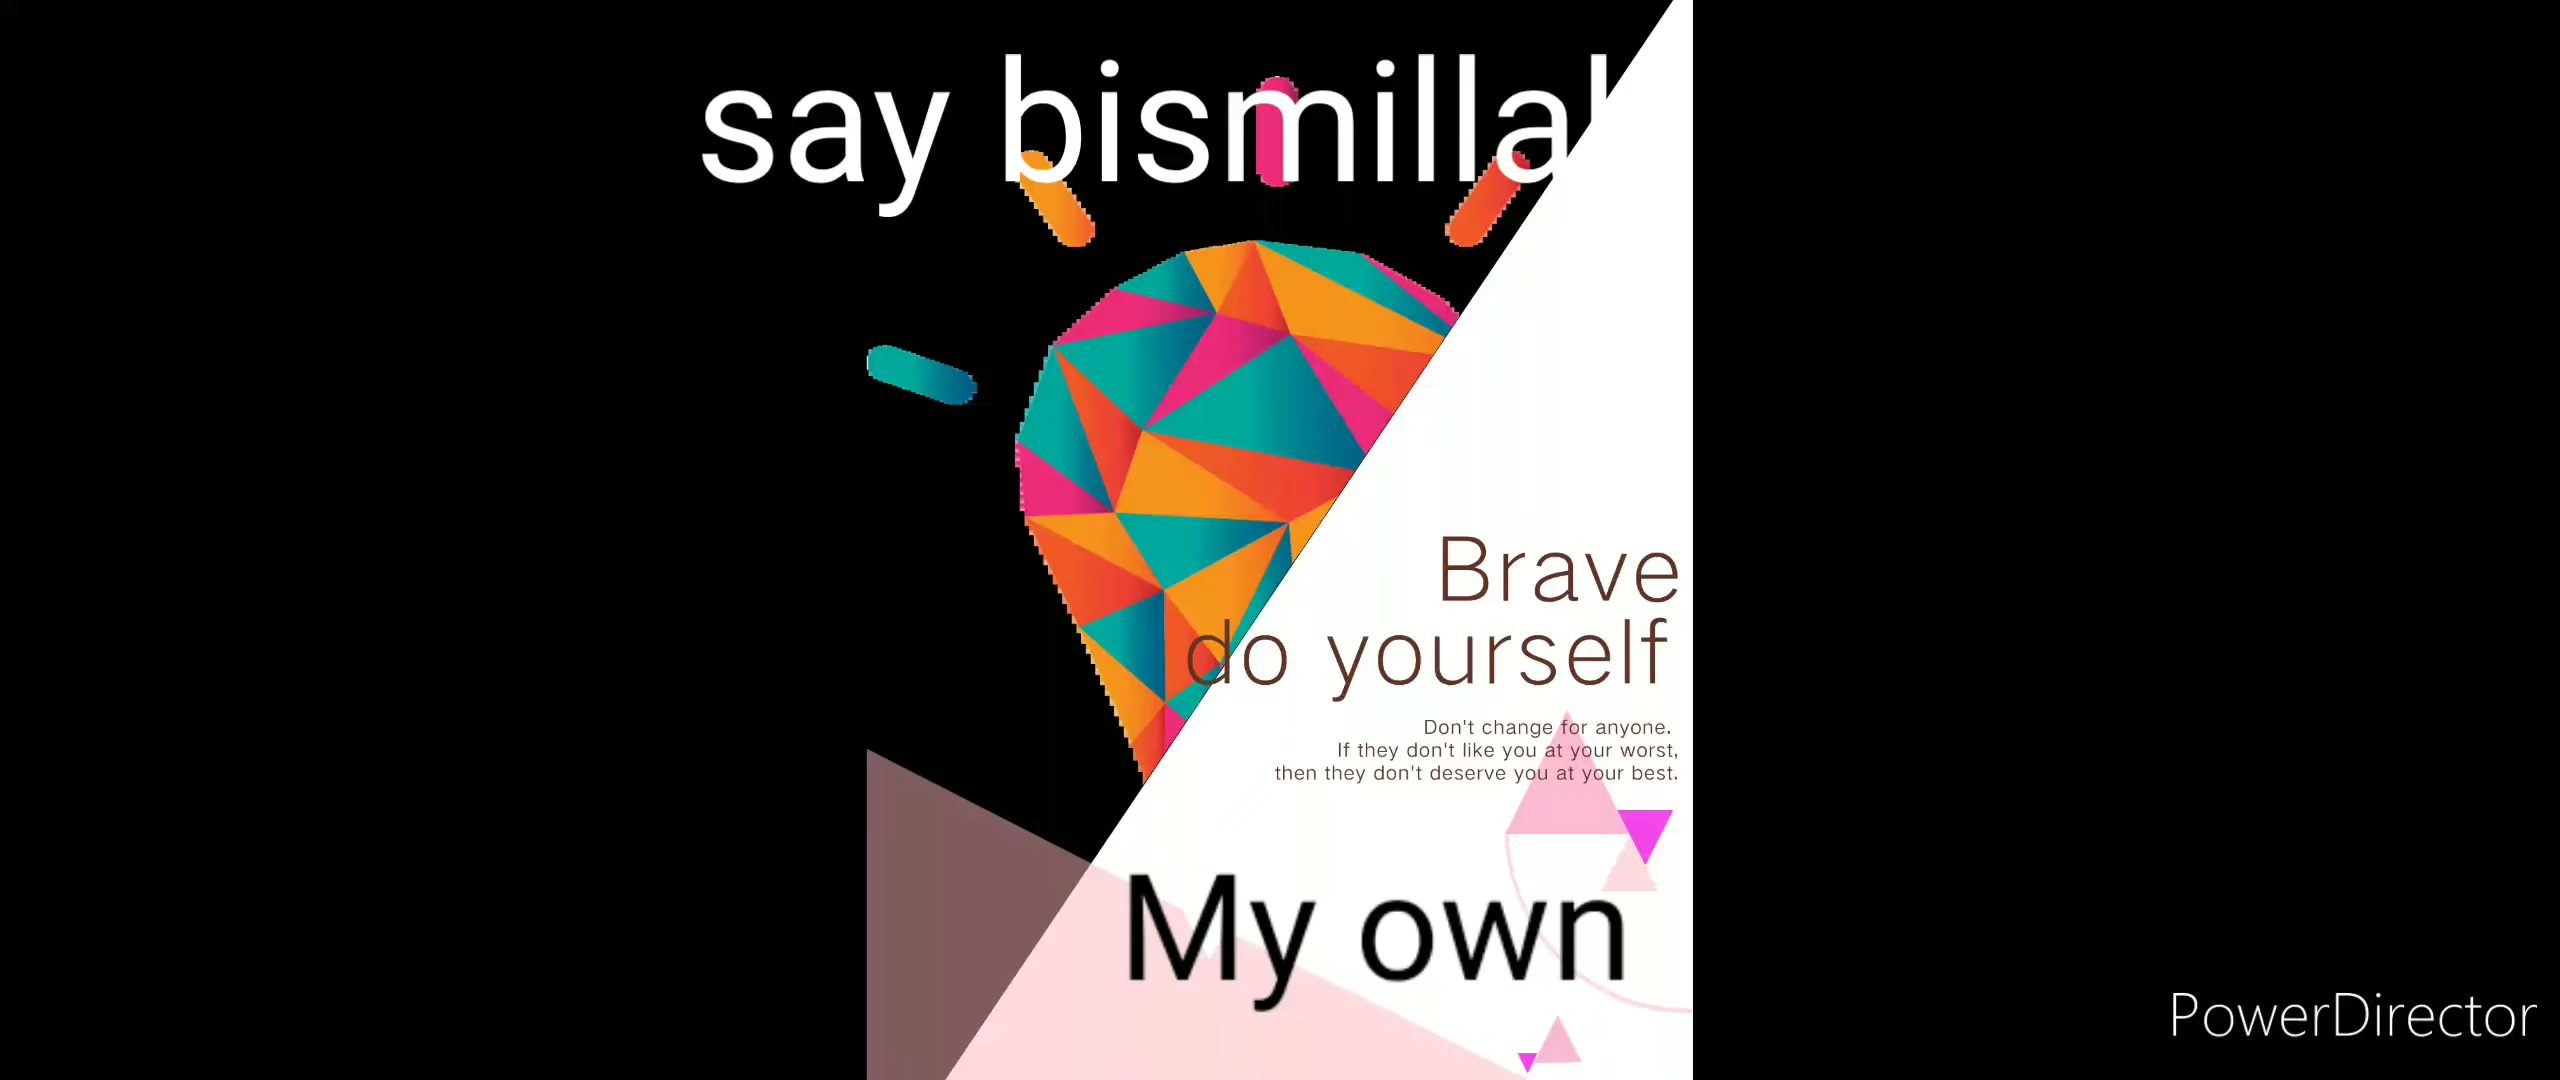 say bismillah
Brave
do yourself
Don't change for anyone.
If they don't like you at your worst,
then they don't deserve you at your best.
My own
PowerDirector